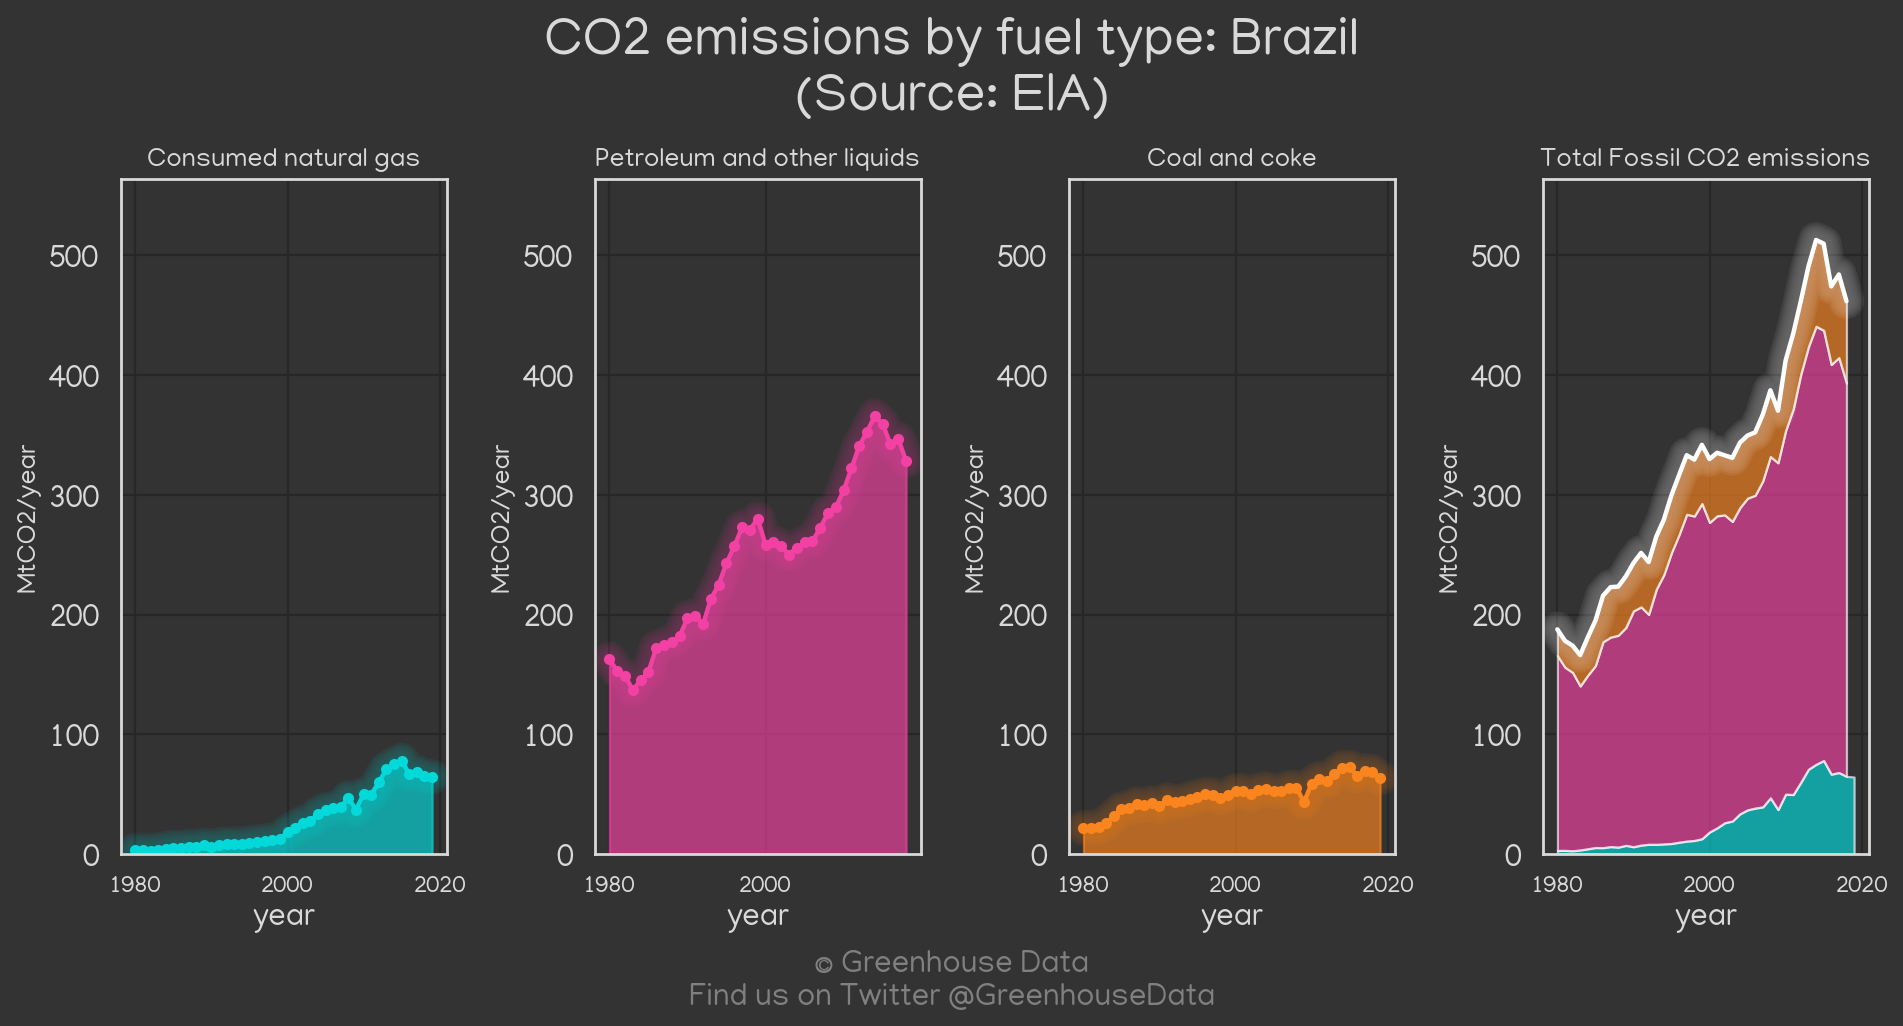 CO2 emissions by fuel type: Brazil
(Source: EIA)
Consumed natural gas
MtCO2/year
500
400
300
200
100
0
1980 2000 2020
year
Petroleum and other liquids
MtCO2/year
500
400
300
200
100
0
1980 2000
year
Coal and coke
MtCO2/year
500
400
300
200
100
0
1980 2000 2020
year
Total Fossil CO2 emissions
MtCO2/year
500
400
300
200
100
0
1980 2000 2020
year
© Greenhouse Data
Find us on Twitter @GreenhouseData